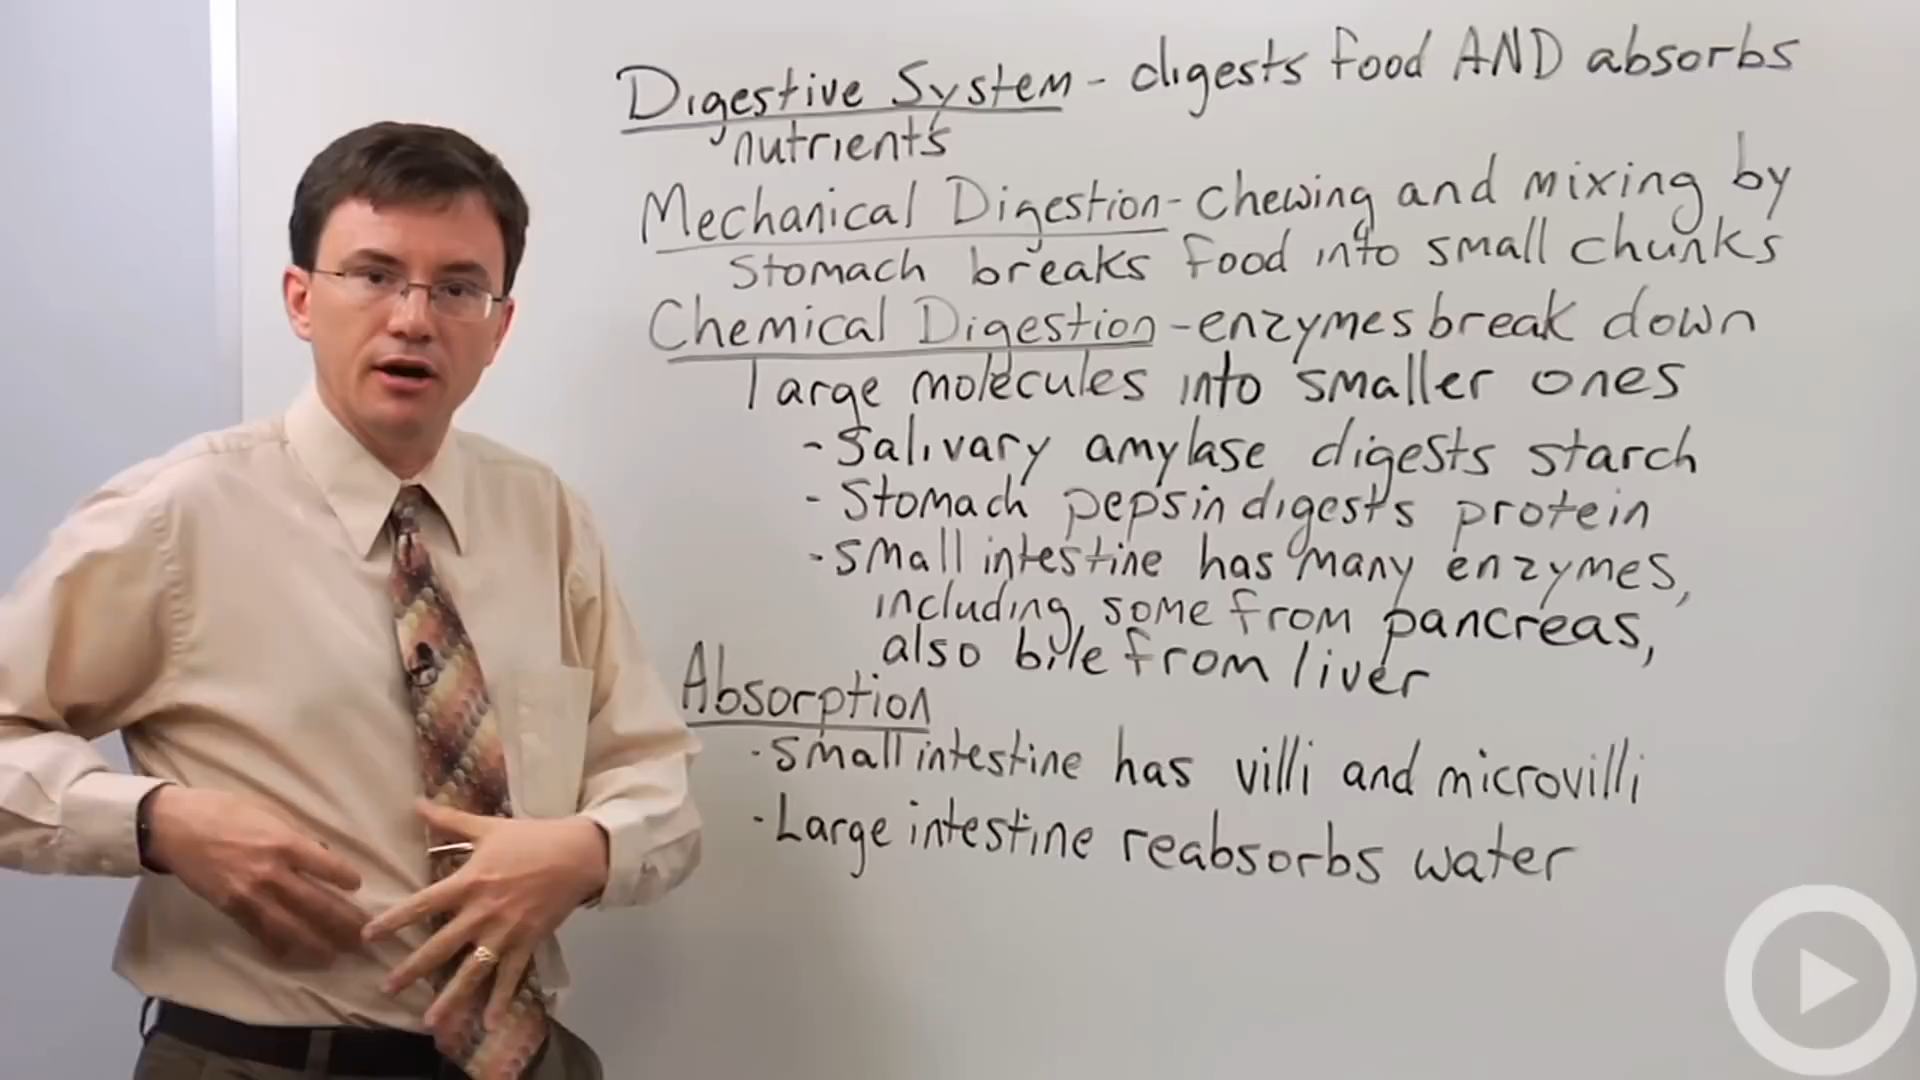 Digestive System - digests food AND absorbs
nutrients
Mechanical Digestion - chewing and mixing by
stomach breaks food into small chunks
Chemical Digestion - enzymes break down
large molecules into smaller ones
- Salivary amylase digests starch
- Stomach pepsin digests protein
- Small intestine has many enzymes,
including some from pancreas,
also bile from liver
Absorption
- Small intestine has villi and microvilli
- Large intestine reabsorbs water